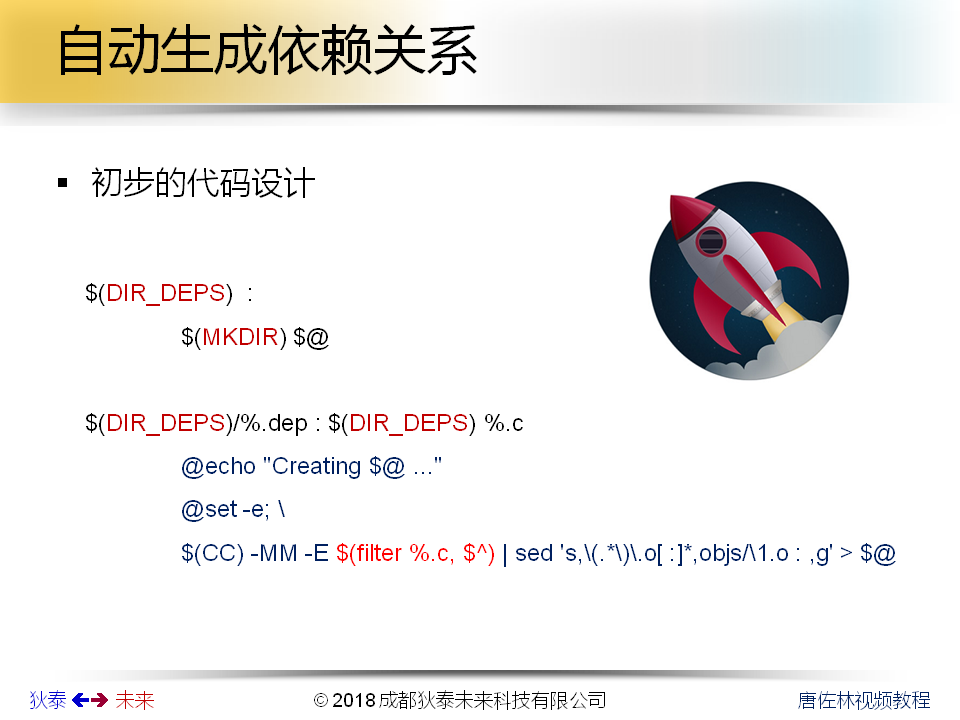 自动生成依赖关系
▪ 初步的代码设计
$(DIR_DEPS) :
$(MKDIR) $@
$(DIR_DEPS)/%.dep : $(DIR_DEPS) %.c
@echo "Creating $@ ..."
@set -e; \
$(CC) -MM -E $(filter %.c, $^) | sed 's,\(.*\)\.o[ :]*,objs/\1.o : ,g' > $@
狄泰 未来 © 2018 成都狄泰未来科技有限公司 唐佐林视频教程